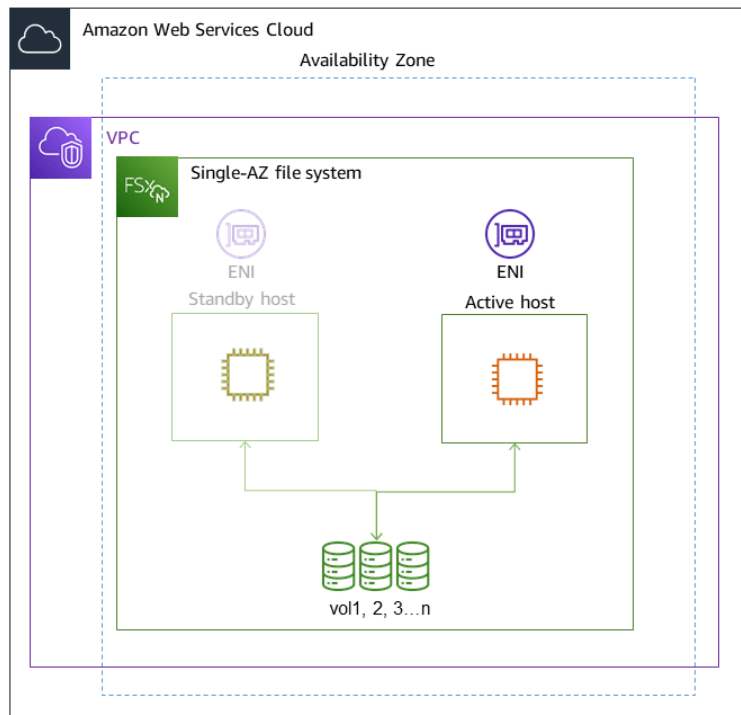 Amazon Web Services Cloud
Availability Zone
VPC
FSx
N
Single-AZ file system
ENI
ENI
Standby host
Active host
vol1, 2, 3...n